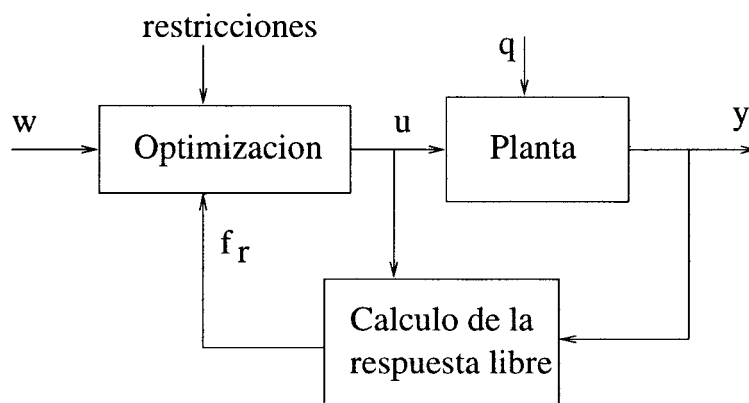 restricciones
q
w
Optimizacion
u
Planta
y
f r
Calculo de la
respuesta libre